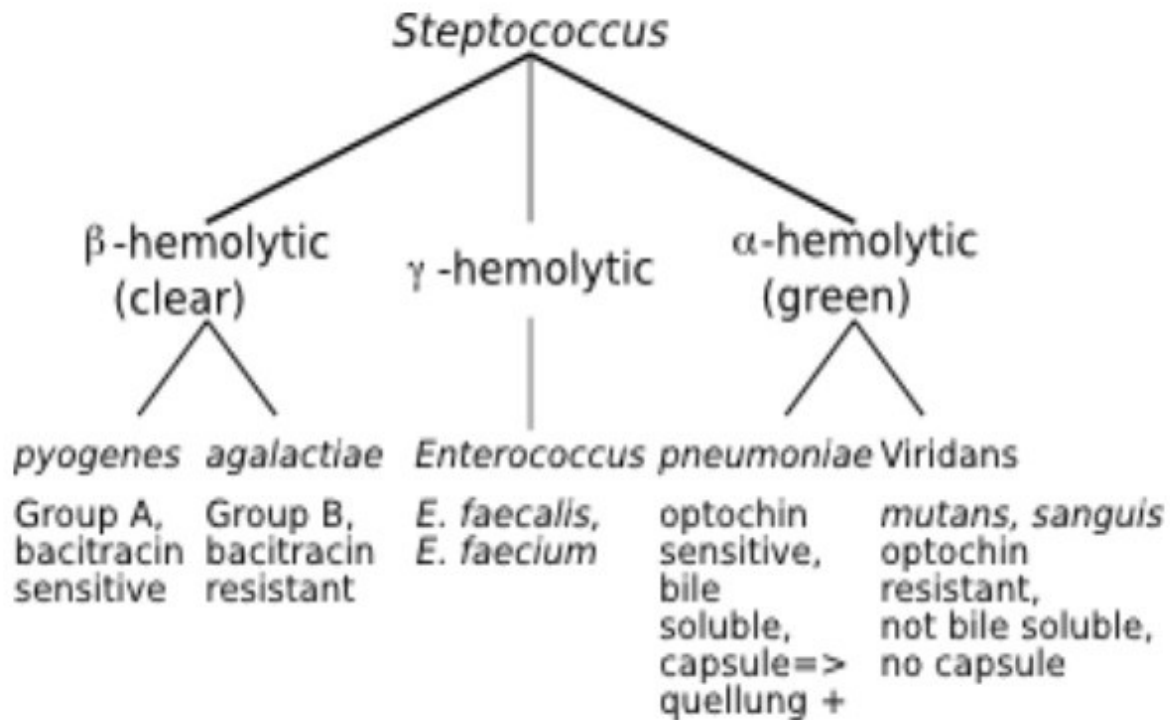 Steptococcus
β-hemolytic
(clear)
γ -hemolytic
α-hemolytic
(green)
pyogenes
Group A,
bacitracin
sensitive
agalactiae
Group B,
bacitracin
resistant
Enterococcus
E. faecalis,
E. faecium
pneumoniae
optochin
sensitive,
bile
soluble,
capsule=>
quellung +
Viridans
mutans, sanguis
optochin
resistant,
not bile soluble,
no capsule